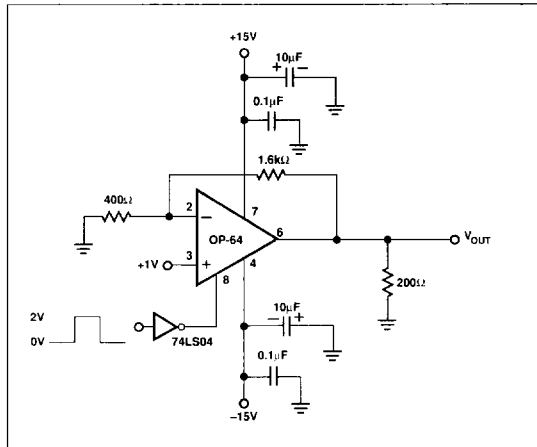 +15V
10µF
+ −
0.1µF
1.6kΩ
400Ω
2
−
7
OP-64
6
V_OUT
+1V
3
+
4
8
200Ω
2V
0V
74LS04
10µF
− +
0.1µF
−15V